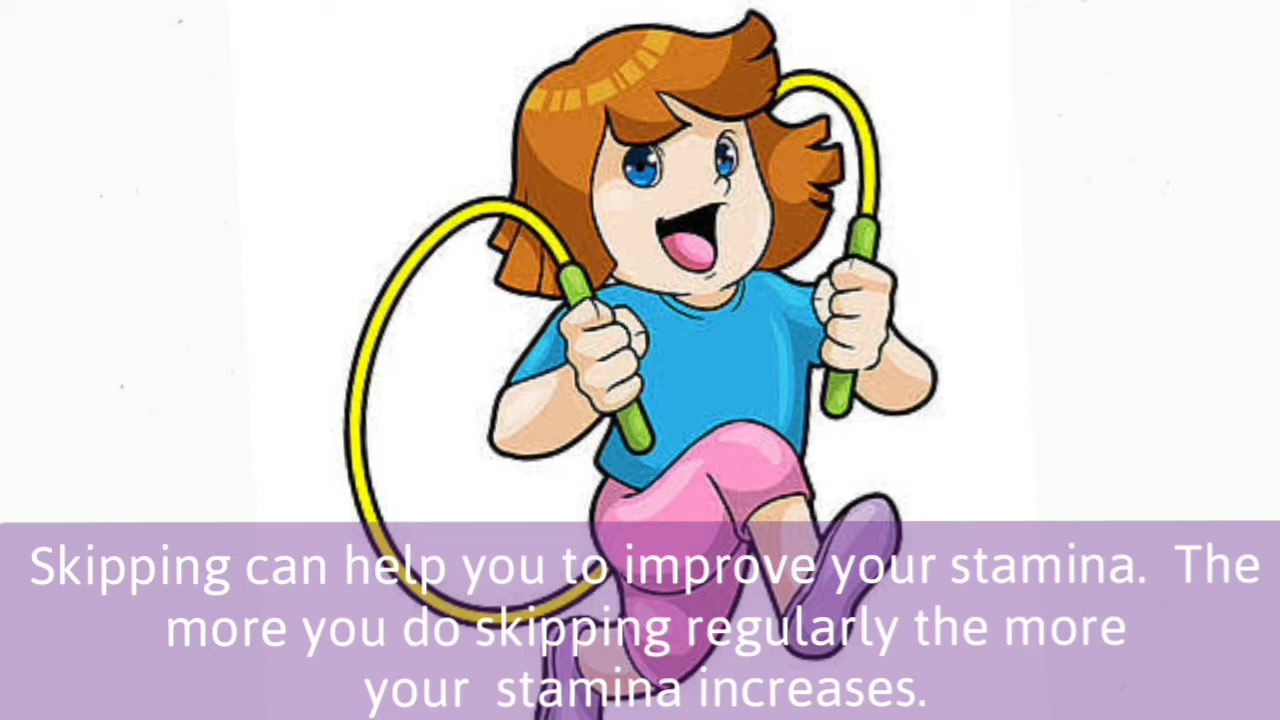 Skipping can help you to improve your stamina.  The
more you do skipping regularly the more
your  stamina increases.